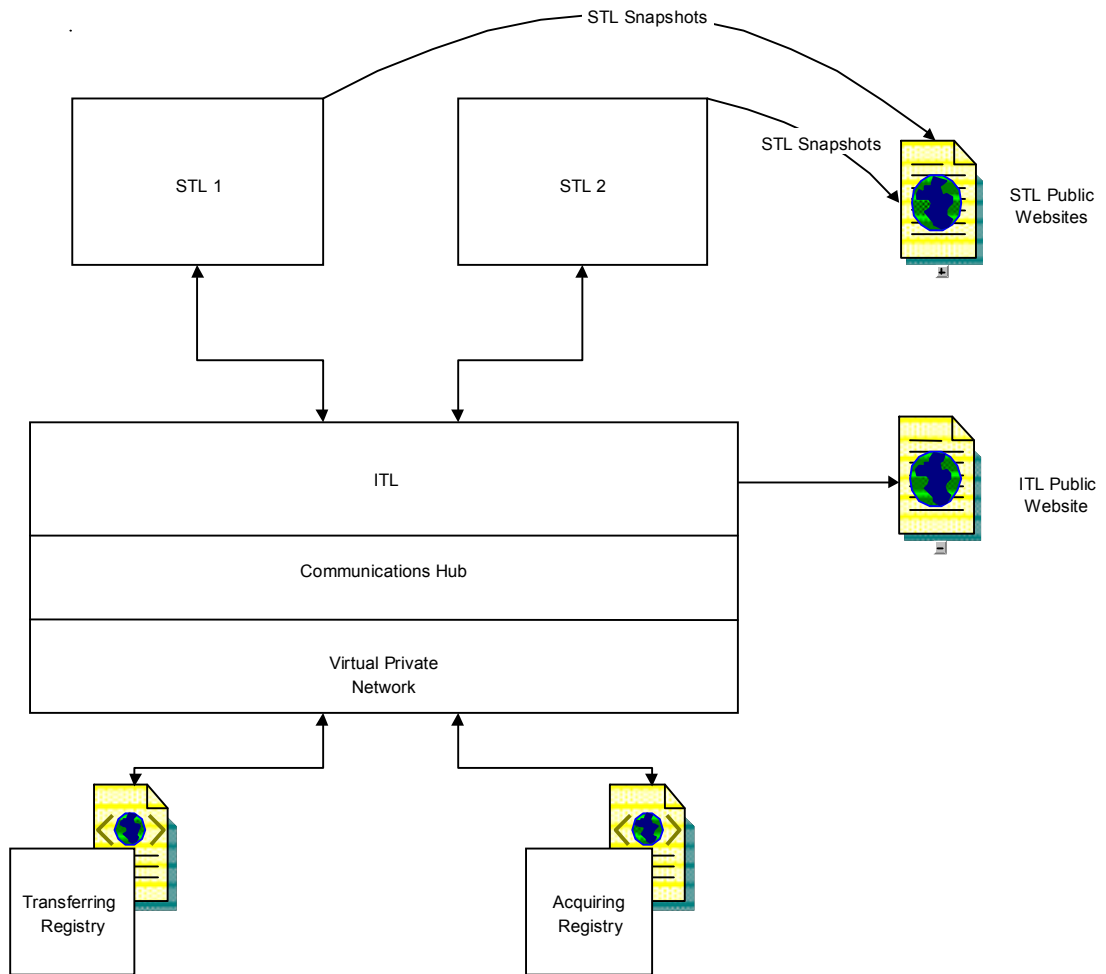 STL Snapshots
.
STL 1
STL 2
STL Snapshots
STL Public
Websites
ITL
ITL Public
Website
Communications Hub
Virtual Private
Network
Transferring
Registry
Acquiring
Registry